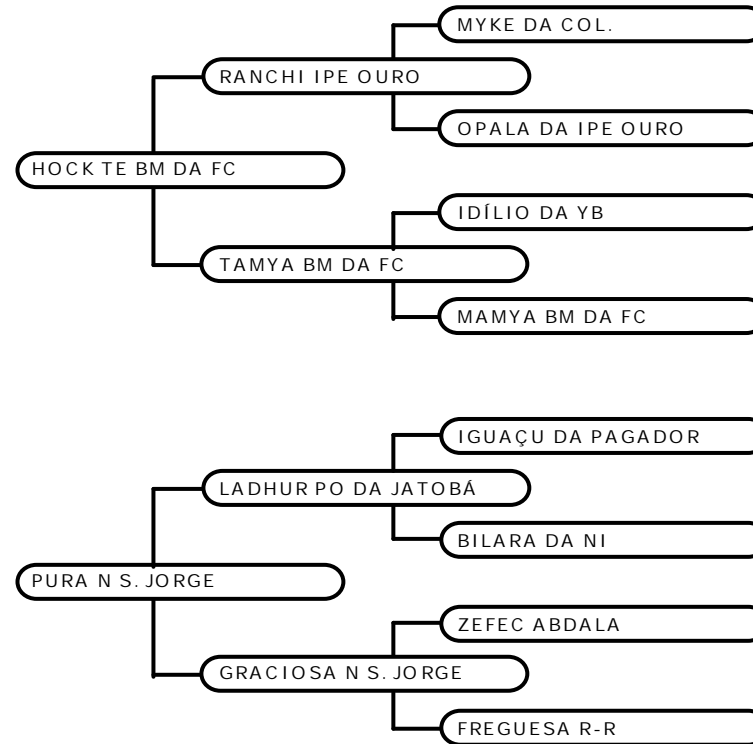 MYKE DA COL.
RANCHI IPE OURO
OPALA DA IPE OURO
HOCK TE BM DA FC
IDÍLIO DA YB
TAMYA BM DA FC
MAMYA BM DA FC
IGUAÇU DA PAGADOR
LADHUR PO DA JATOBÁ
BILARA DA NI
PURA N S. JORGE
ZEFEC ABDALA
GRACIOSA N S. JORGE
FREGUESA R-R